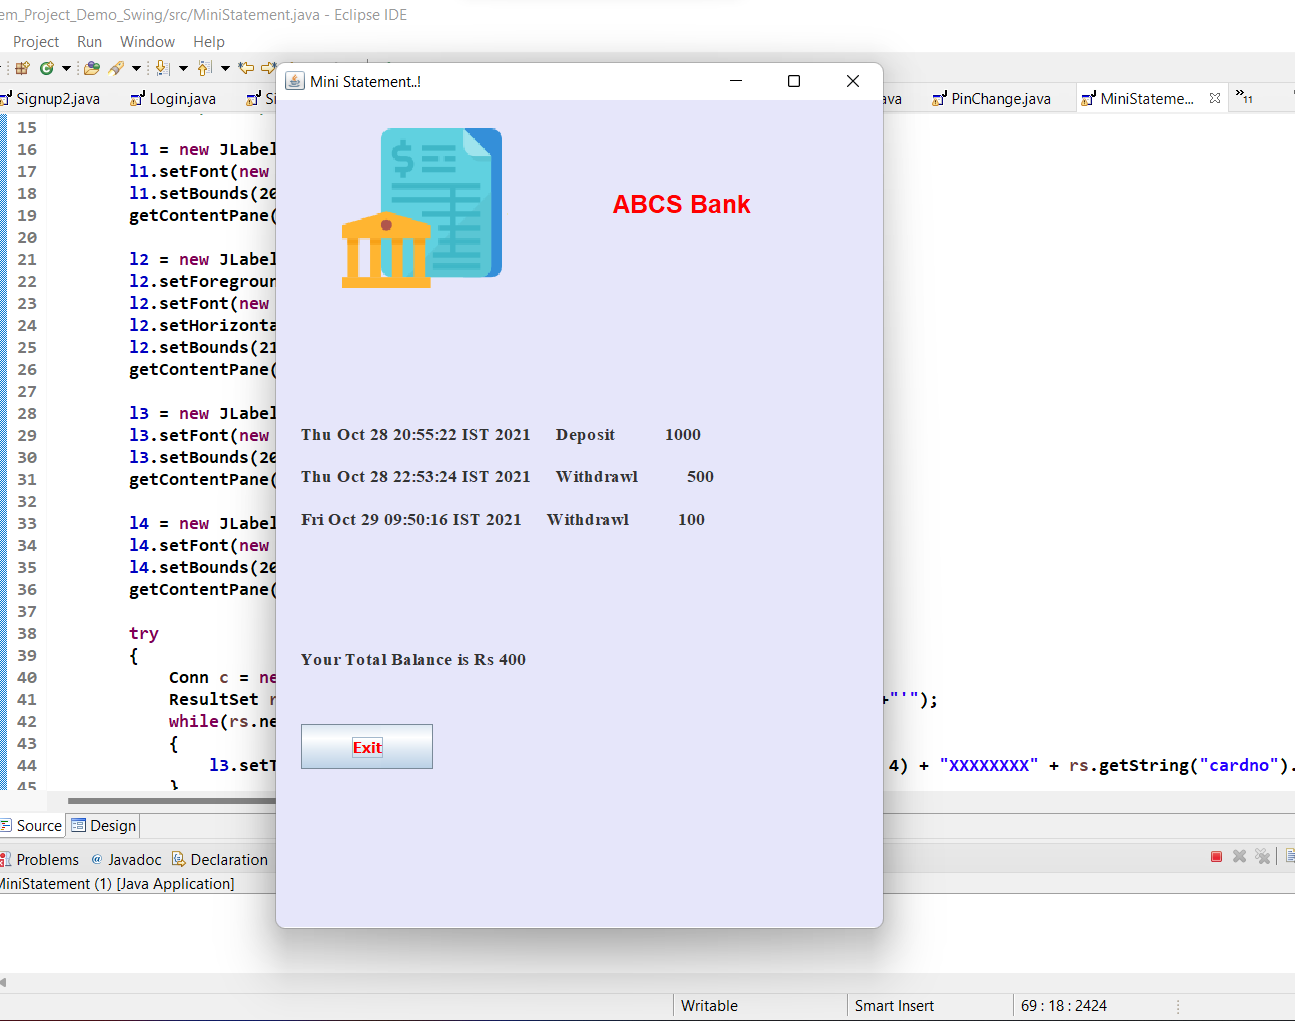 em_Project_Demo_Swing/src/MiniStatement.java - Eclipse IDE
Project Run Window Help
Signup2.java Login.java PinChange.java MiniStateme... 11
Mini Statement..!
ABCS Bank
Thu Oct 28 20:55:22 IST 2021 Deposit 1000
Thu Oct 28 22:53:24 IST 2021 Withdrawl 500
Fri Oct 29 09:50:16 IST 2021 Withdrawl 100
Your Total Balance is Rs 400
Exit
15
16 l1 = new JLabel
17 l1.setFont(new
18 l1.setBounds(20
19 getContentPane(
20
21 l2 = new JLabel
22 l2.setForegroun
23 l2.setFont(new
24 l2.setHorizonta
25 l2.setBounds(21
26 getContentPane(
27
28 l3 = new JLabel
29 l3.setFont(new
30 l3.setBounds(20
31 getContentPane(
32
33 l4 = new JLabel
34 l4.setFont(new
35 l4.setBounds(20
36 getContentPane(
37
38 try
39 {
40 Conn c = ne
41 ResultSet r +"'");
42 while(rs.ne
43 {
44 l3.setT 4) + "XXXXXXXX" + rs.getString("cardno").
45 }
Source Design
Problems @ Javadoc Declaration
MiniStatement (1) [Java Application]
Writable Smart Insert 69 : 18 : 2424